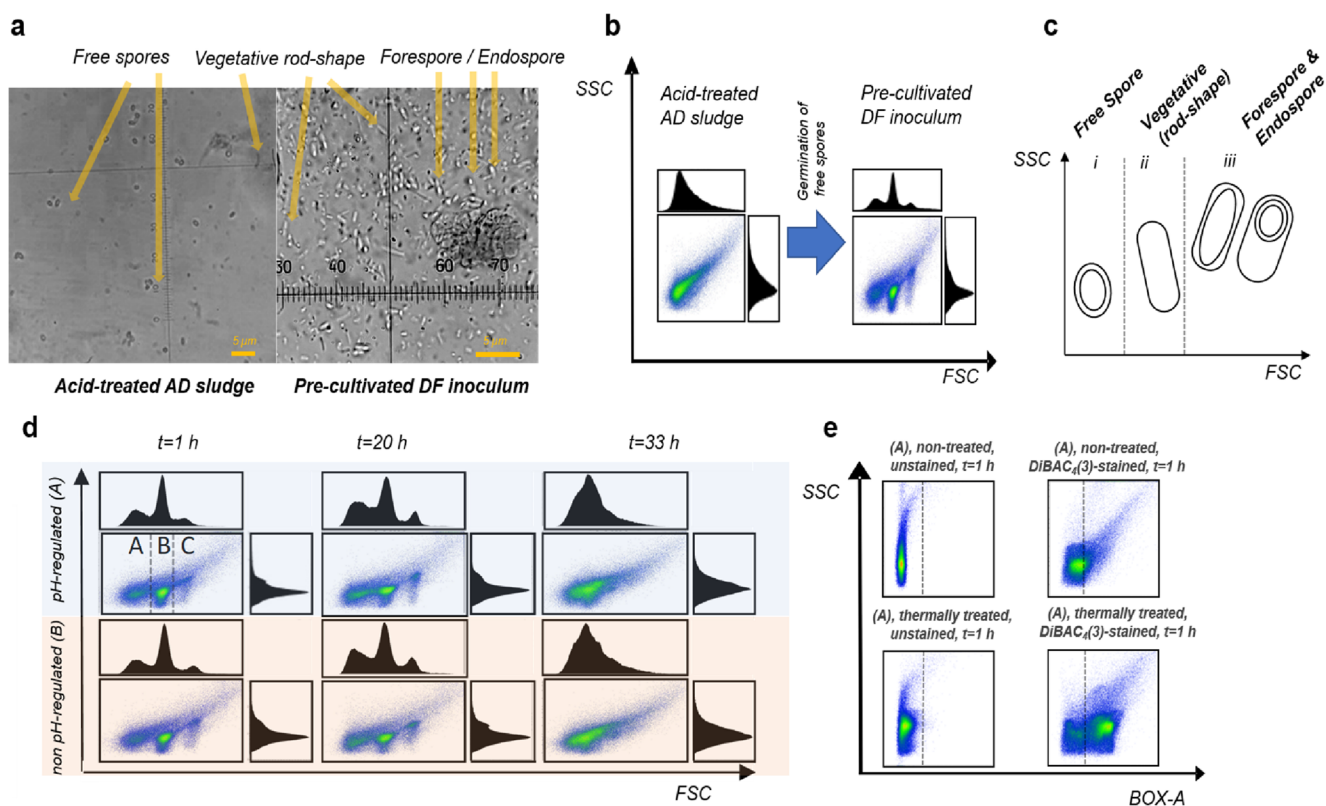 a
Free spores
Vegetative rod-shape
Forespore / Endospore
30
40
60
70
5 µm
5 µm
Acid-treated AD sludge
Pre-cultivated DF inoculum
b
SSC
Acid-treated
AD sludge
Germination of
free spores
Pre-cultivated
DF inoculum
FSC
c
Free Spore
Vegetative
(rod-shape)
Forespore &
Endospore
SSC
i
ii
iii
FSC
d
t=1 h
t=20 h
t=33 h
pH-regulated (A)
A
B
C
non pH-regulated (B)
FSC
e
SSC
(A), non-treated,
unstained, t=1 h
(A), non-treated,
DiBAC₄(3)-stained, t=1 h
(A), thermally treated,
unstained, t=1 h
(A), thermally treated,
DiBAC₄(3)-stained, t=1 h
BOX-A